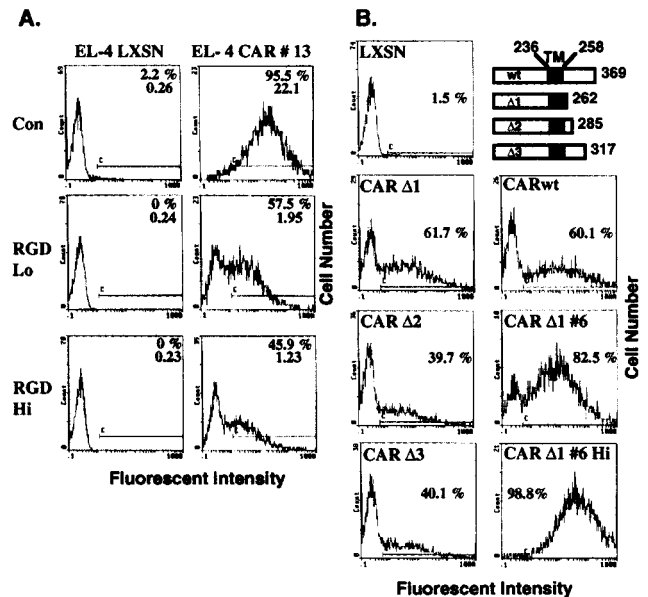 A.
EL-4 LXSN EL- 4 CAR # 13
Con
2.2 %
0.26
95.5 %
22.1
RGD
Lo
0 %
0.24
57.5 %
1.95
RGD
Hi
0 %
0.23
45.9 %
1.23
Count
C
.1 1000
Cell Number
Fluorescent Intensity
B.
LXSN
1.5 %
236 TM 258
wt 369
Δ1 262
Δ2 285
Δ3 317
CAR Δ1
61.7 %
CARwt
60.1 %
CAR Δ2
39.7 %
CAR Δ1 #6
82.5 %
CAR Δ3
40.1 %
CAR Δ1 #6 Hi
98.8%
Cell Number
Fluorescent Intensity